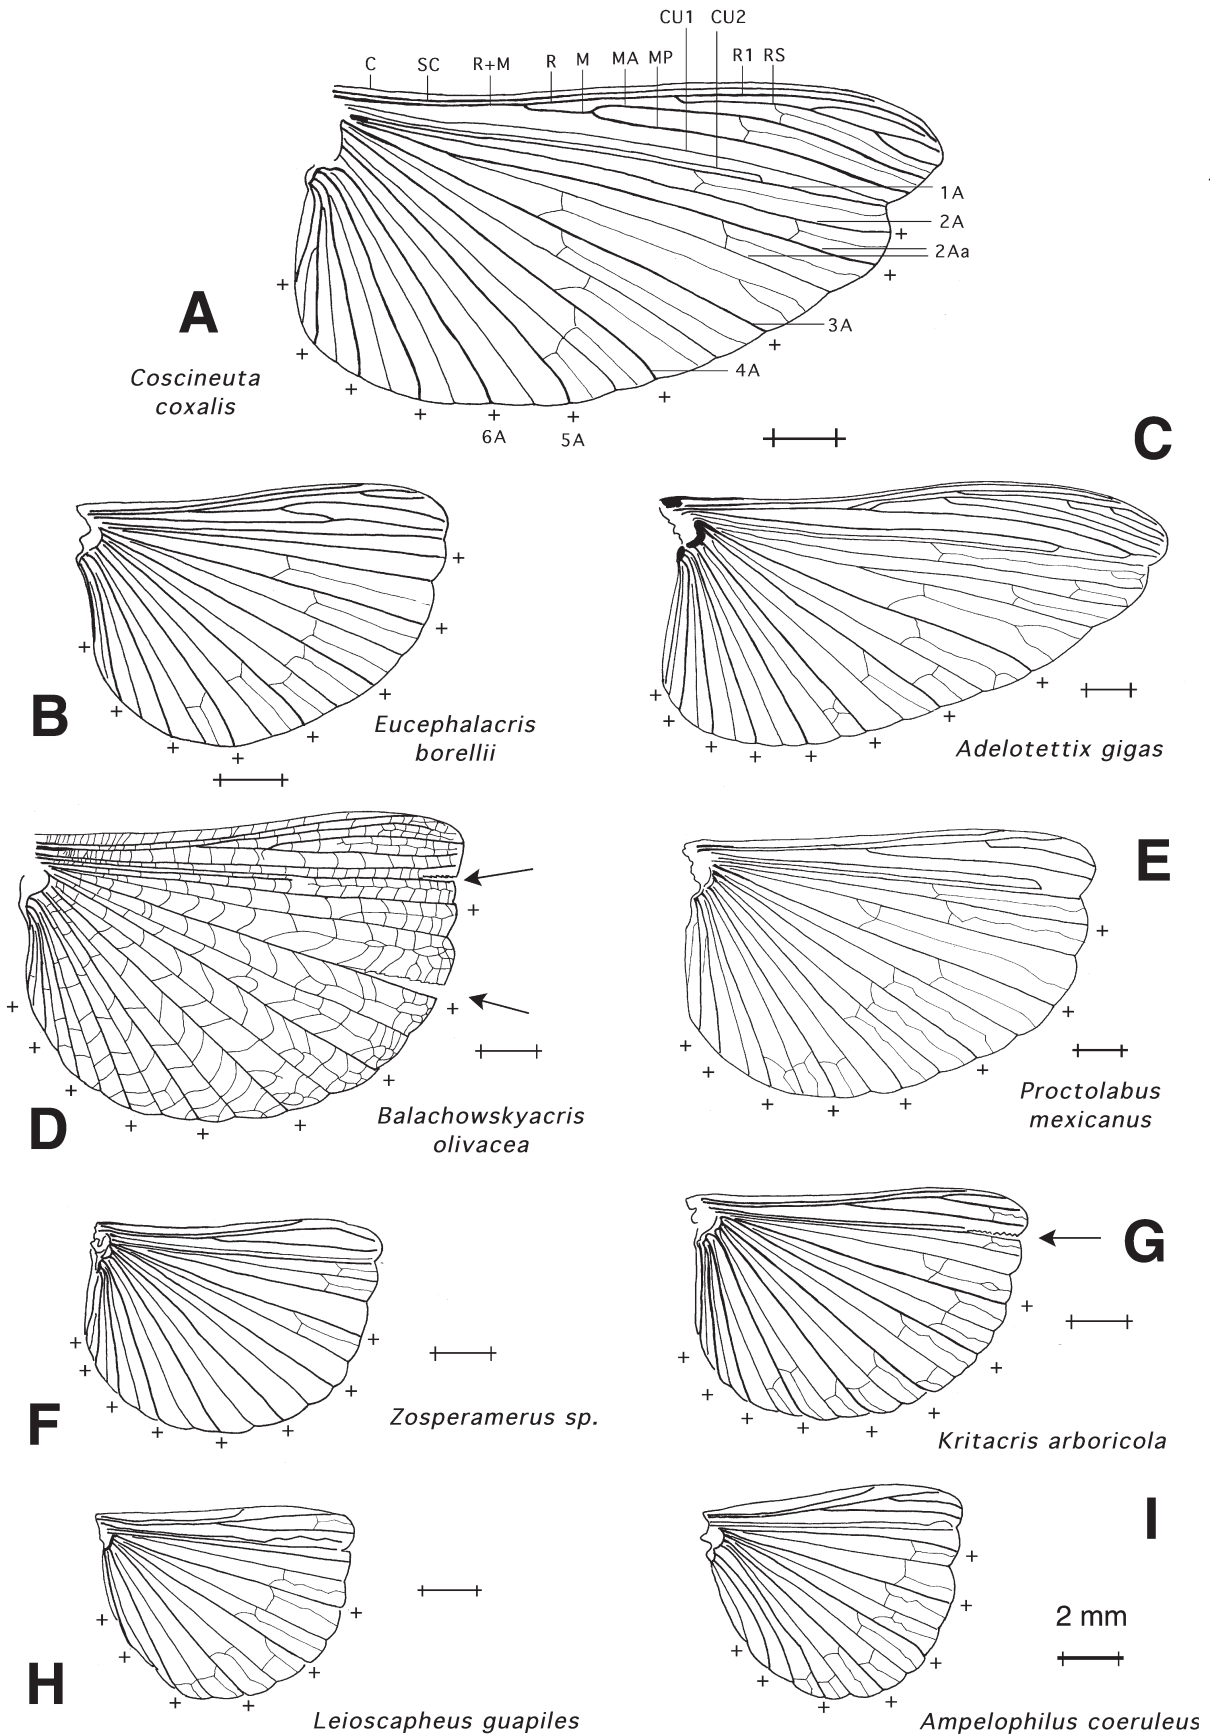 CU1 CU2
C SC R+M R M MA MP R1 RS
1A
2A
2Aa
3A
4A
5A
6A
A
Coscineuta
coxalis
C
Adelotettix gigas
B
Eucephalacris
borellii
D
Balachowskyacris
olivacea
E
Proctolabus
mexicanus
F
Zosperamerus sp.
G
Kritacris arboricola
H
Leioscapheus guapiles
I
2 mm
Ampelophilus coeruleus